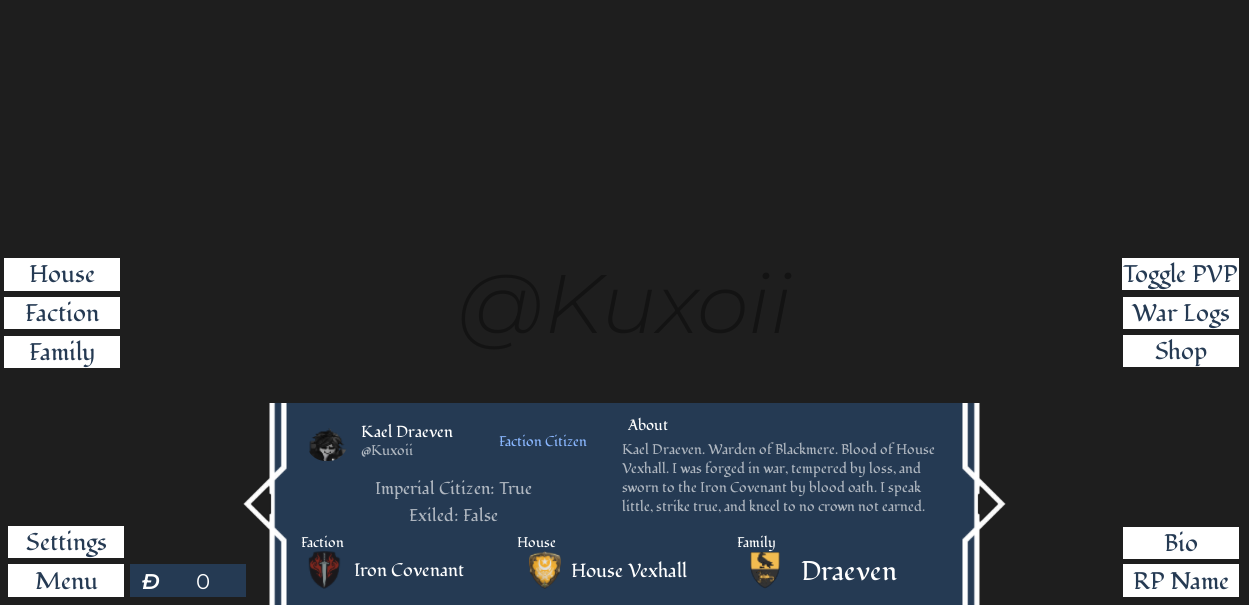 @Kuxoii
House
Faction
Family
Toggle PVP
War Logs
Shop
Kael Draeven
@Kuxoii
Faction Citizen
Imperial Citizen: True
Exiled: False
About
Kael Draeven. Warden of Blackmere. Blood of House
Vexhall. I was forged in war, tempered by loss, and
sworn to the Iron Covenant by blood oath. I speak
little, strike true, and kneel to no crown not earned.
Faction
Iron Covenant
House
House Vexhall
Family
Draeven
Settings
Menu
Đ 0
Bio
RP Name